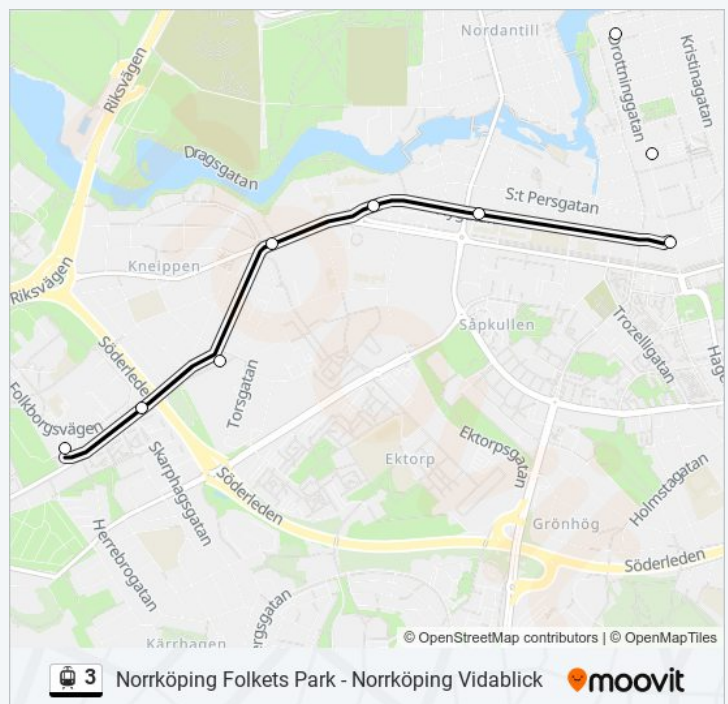 Nordantill
Riksvägen
Drottninggatan
Kristinagatan
Dragsgatan
S:t Persgatan
Kneippen
Riksvägen
Såpkullen
Trozelligatan
Söderleden
Torsgatan
Folkborgsvägen
Skarphagsgatan
Ektorp
Ektorpsgatan
Söderleden
Holmstagatan
Grönhög
Herrebrogatan
Söderleden
Kärrhagen
© OpenStreetMap contributors | © OpenMapTiles
3 Norrköping Folkets Park - Norrköping Vidablick moovit